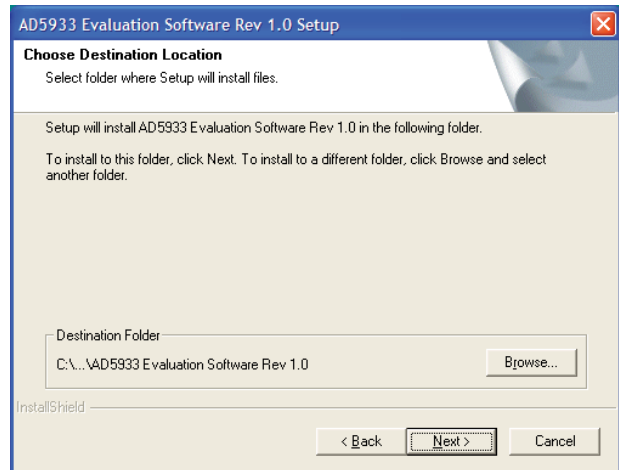 AD5933 Evaluation Software Rev 1.0 Setup
Choose Destination Location
Select folder where Setup will install files.
Setup will install AD5933 Evaluation Software Rev 1.0 in the following folder.
To install to this folder, click Next. To install to a different folder, click Browse and select
another folder.
Destination Folder
C:\...\AD5933 Evaluation Software Rev 1.0
Browse...
InstallShield
< Back
Next >
Cancel